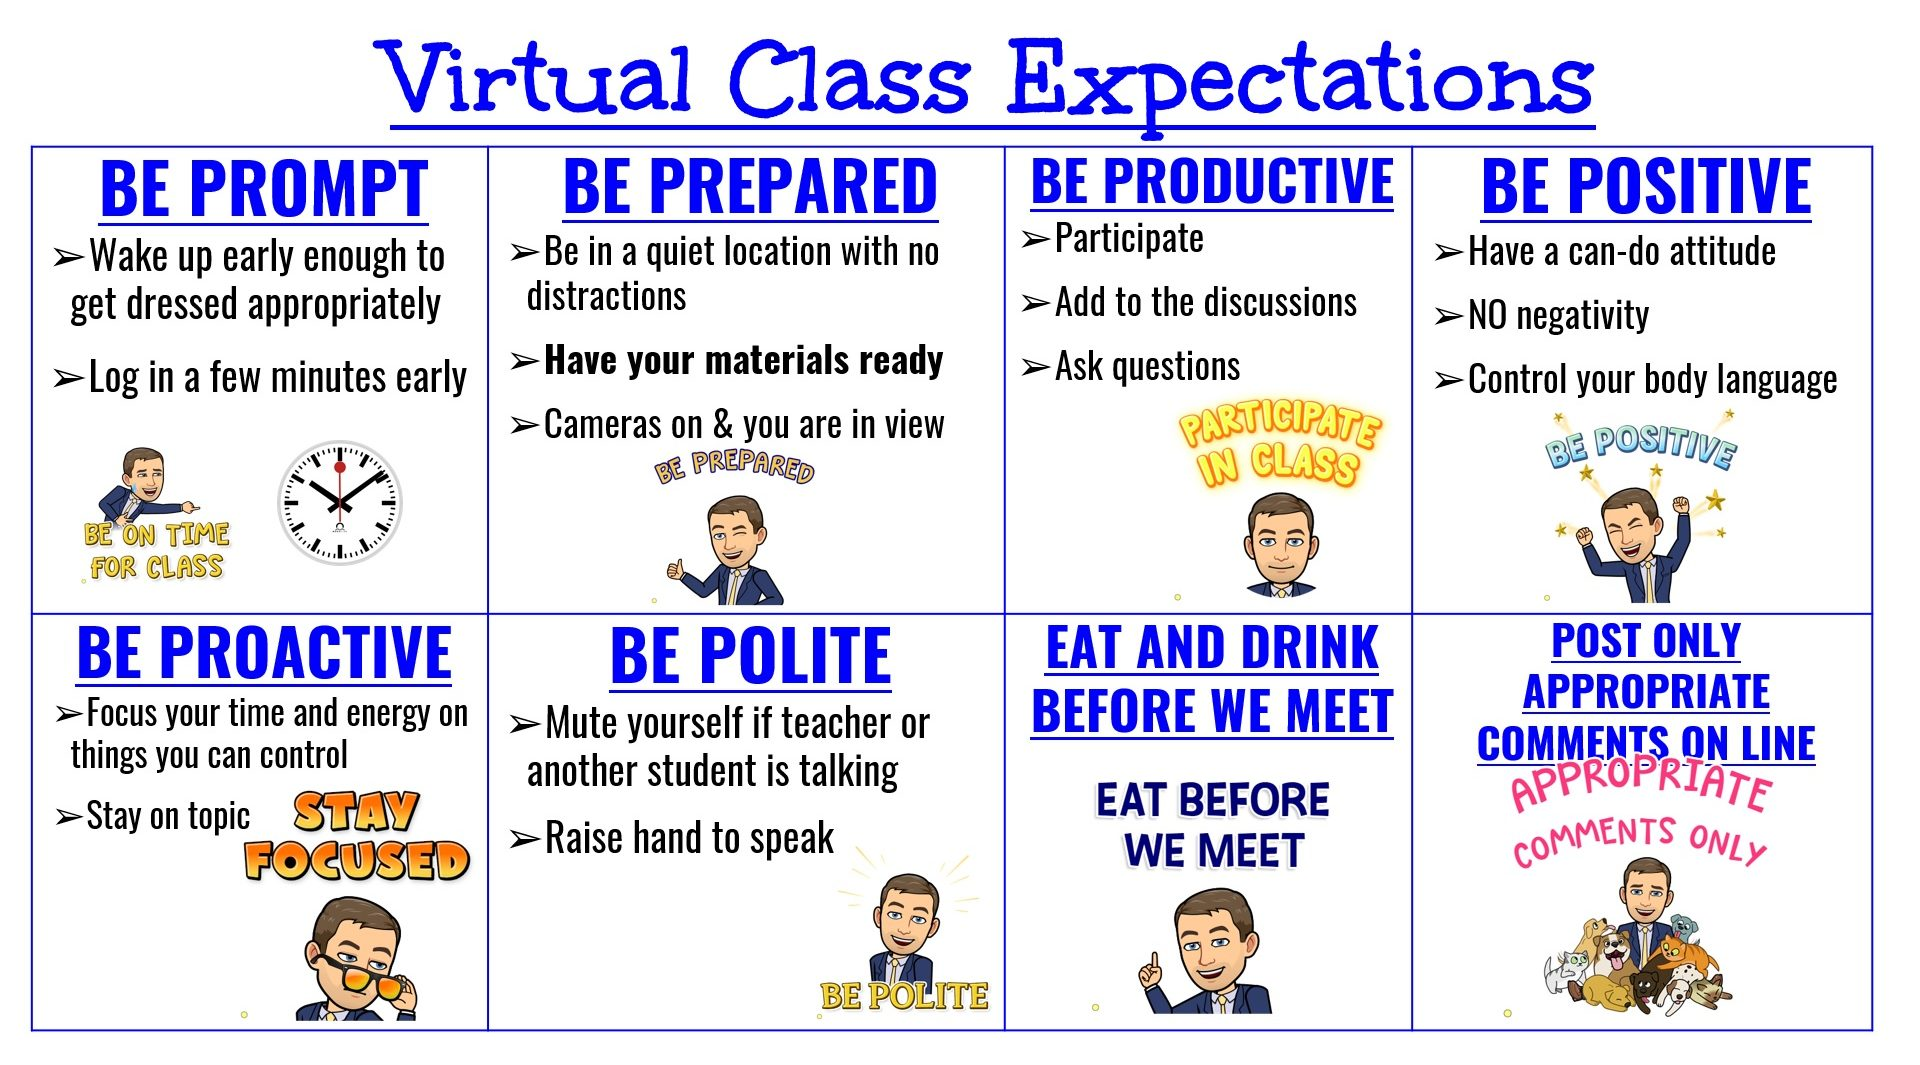 Virtual Class Expectations
BE PROMPT
➢Wake up early enough to
get dressed appropriately
➢Log in a few minutes early
BE ON TIME
FOR CLASS
BE PREPARED
➢Be in a quiet location with no
distractions
➢Have your materials ready
➢Cameras on & you are in view
BE PREPARED
BE PRODUCTIVE
➢Participate
➢Add to the discussions
➢Ask questions
PARTICIPATE
IN CLASS
BE POSITIVE
➢Have a can-do attitude
➢NO negativity
➢Control your body language
BE POSITIVE
BE PROACTIVE
➢Focus your time and energy on
things you can control
➢Stay on topic
STAY
FOCUSED
BE POLITE
➢Mute yourself if teacher or
another student is talking
➢Raise hand to speak
BE POLITE
EAT AND DRINK
BEFORE WE MEET
EAT BEFORE
WE MEET
POST ONLY
APPROPRIATE
COMMENTS ON LINE
APPROPRIATE
COMMENTS ONLY